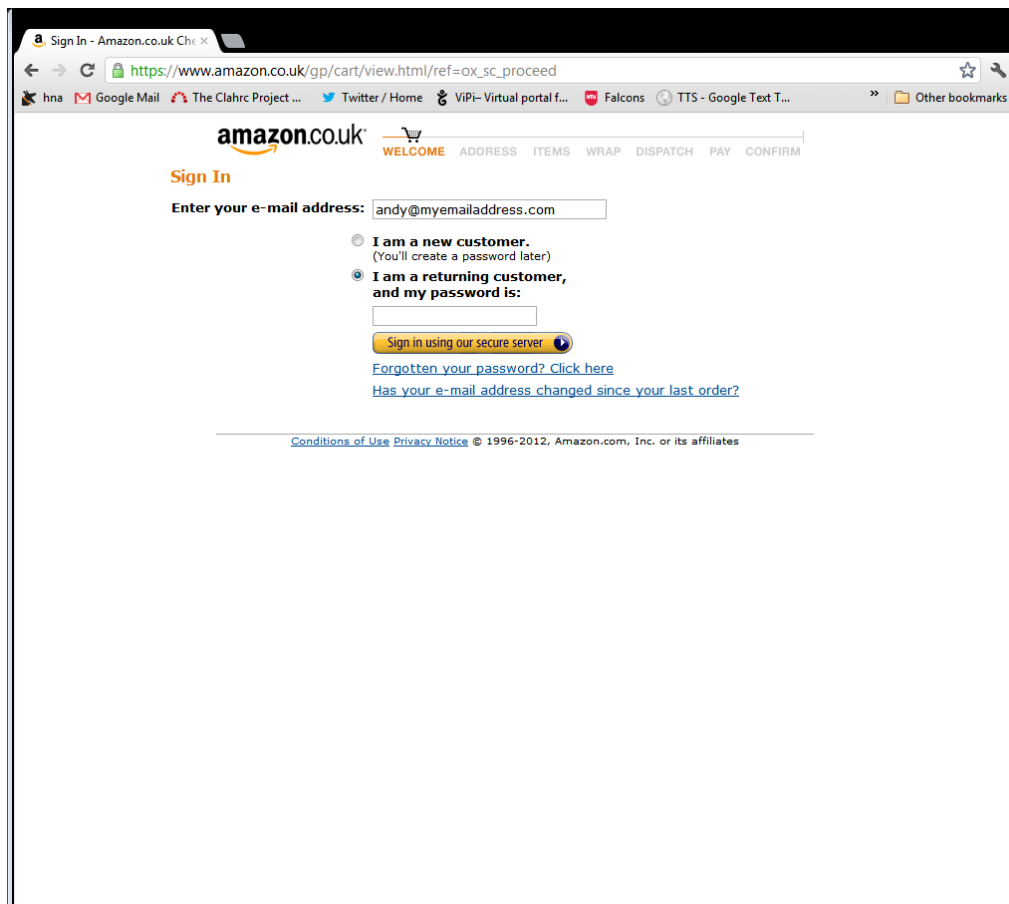 Sign In - Amazon.co.uk Che
https://www.amazon.co.uk/gp/cart/view.html/ref=ox_sc_proceed
hna Google Mail The Clahrc Project ... Twitter / Home ViPi– Virtual portal f... Falcons TTS - Google Text T... » Other bookmarks
amazon.co.uk
WELCOME ADDRESS ITEMS WRAP DISPATCH PAY CONFIRM
Sign In
Enter your e-mail address: andy@myemailaddress.com
I am a new customer.
(You'll create a password later)
I am a returning customer,
and my password is:
Sign in using our secure server
Forgotten your password? Click here
Has your e-mail address changed since your last order?
Conditions of Use Privacy Notice © 1996-2012, Amazon.com, Inc. or its affiliates